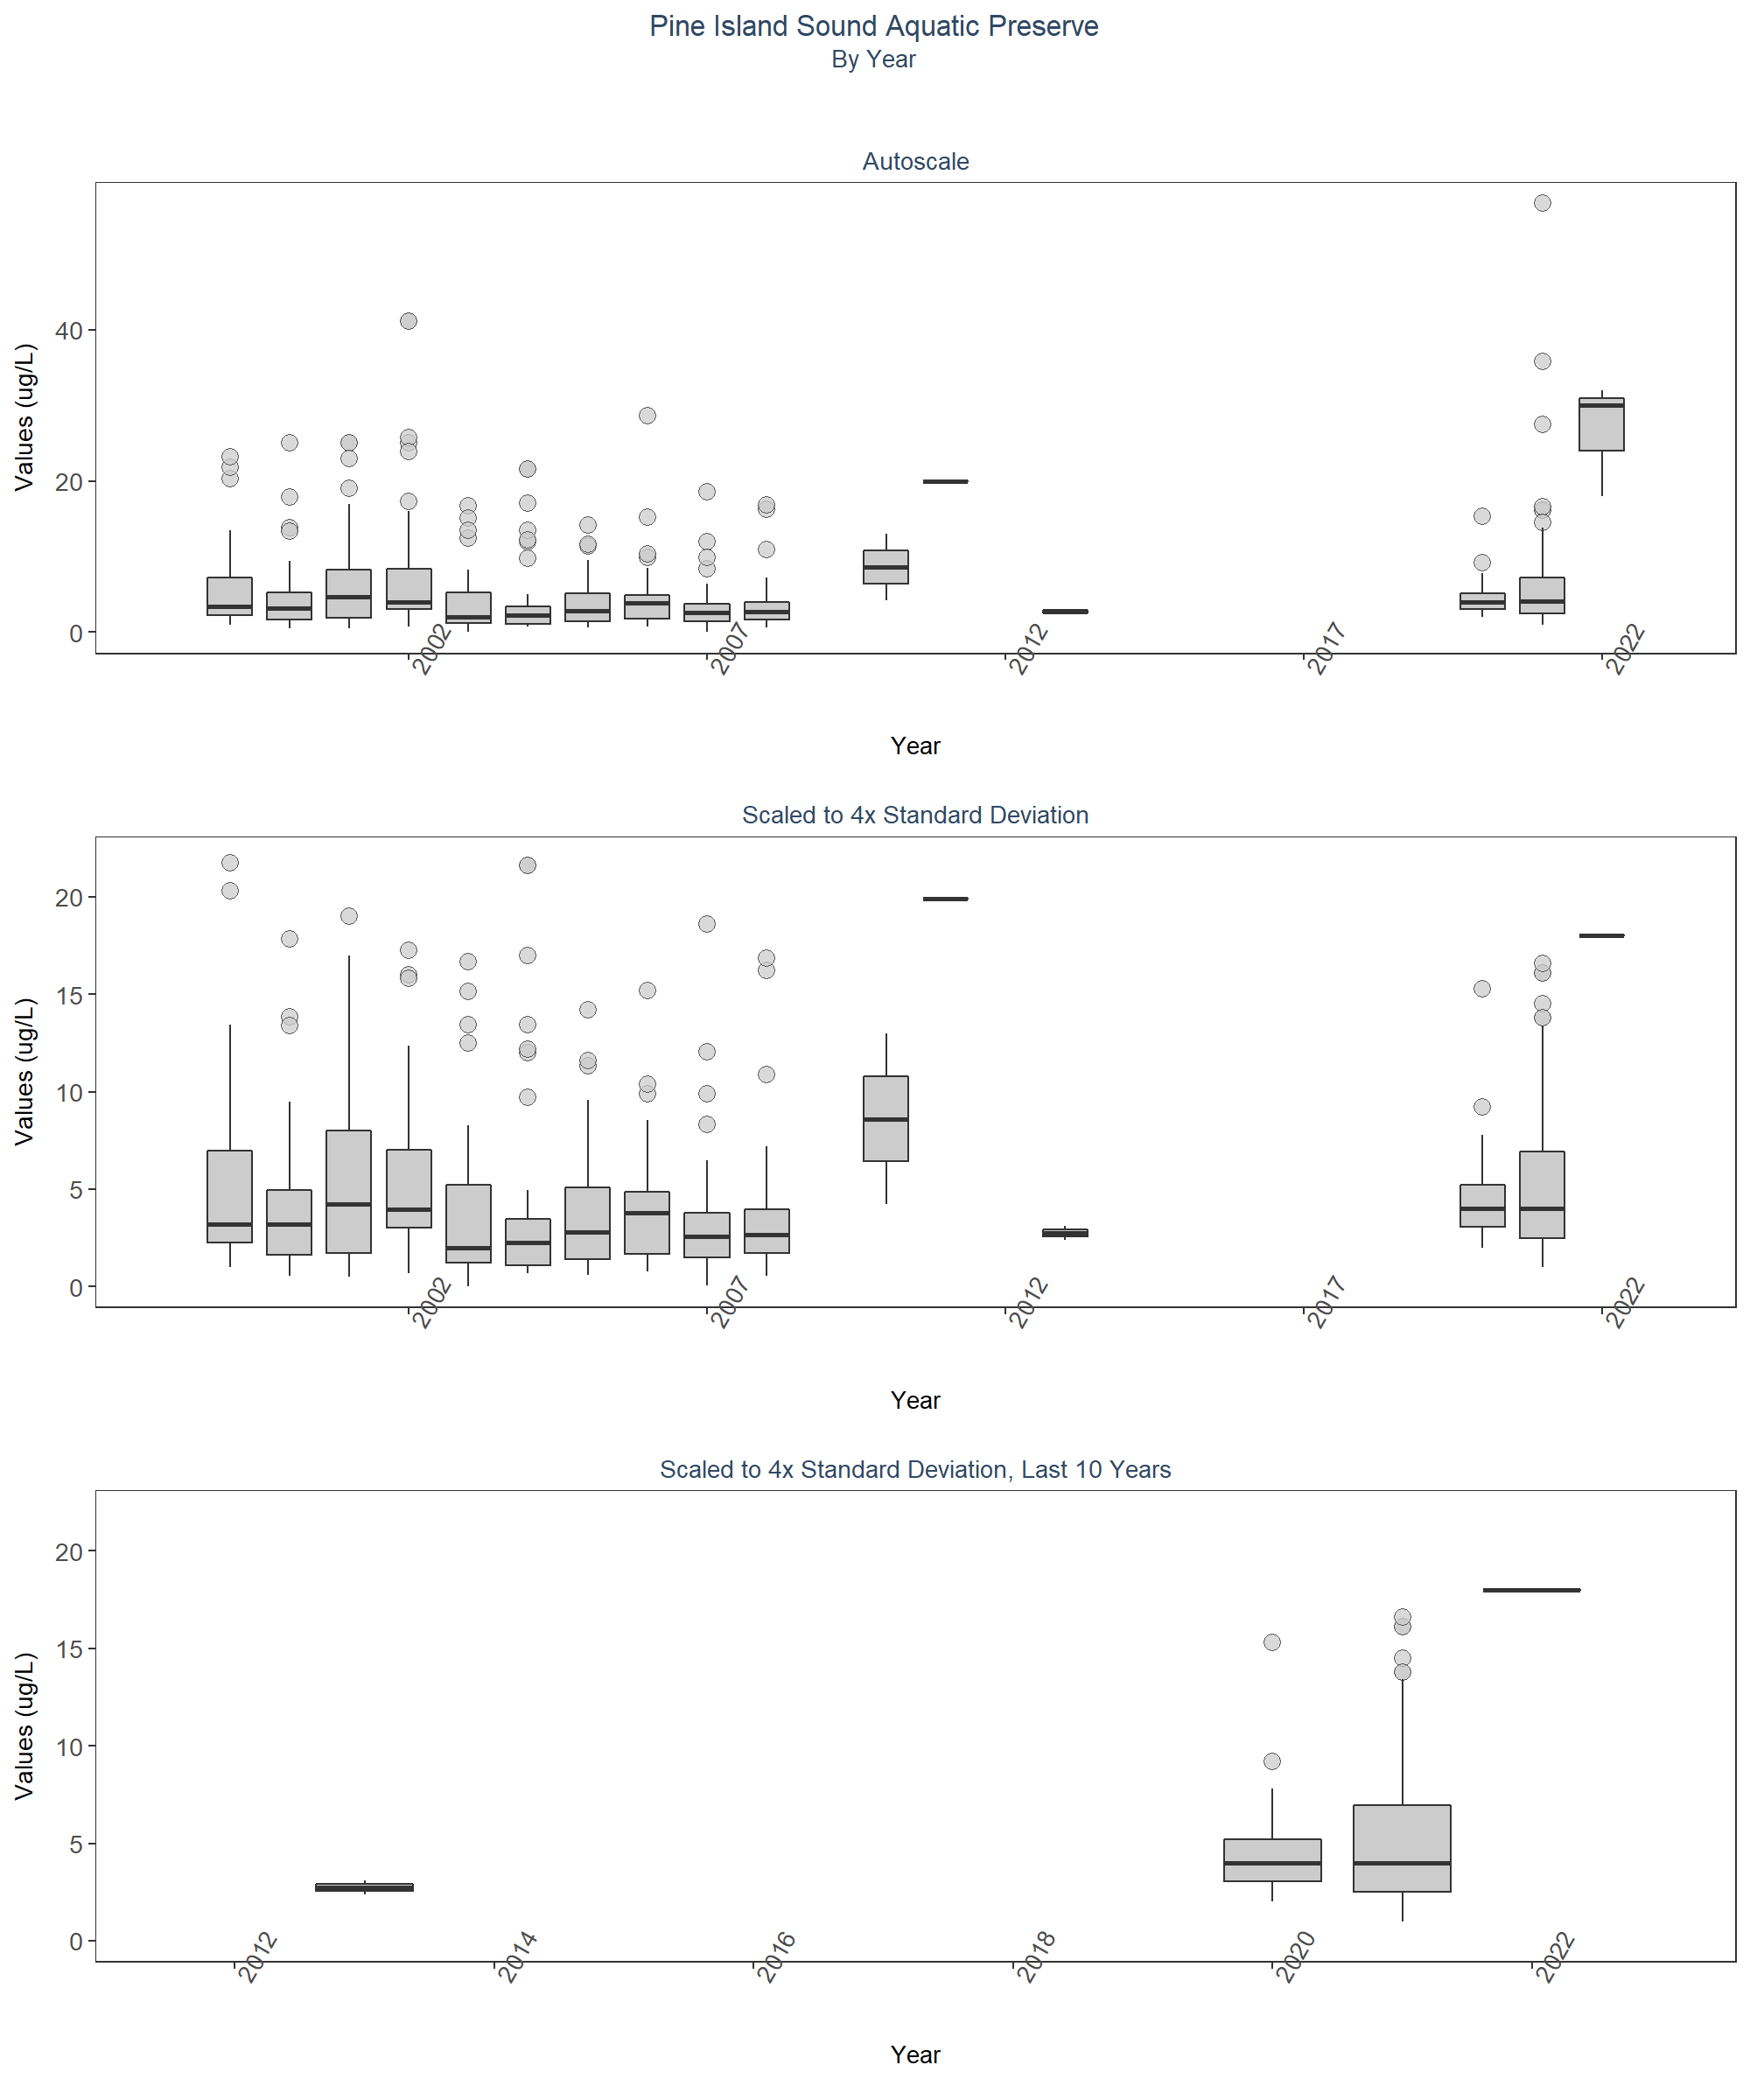 Pine Island Sound Aquatic Preserve
By Year
Autoscale
Values (ug/L)
40
20
0
2002
2007
2012
2017
2022
Year
Scaled to 4x Standard Deviation
Values (ug/L)
20
15
10
5
0
2002
2007
2012
2017
2022
Year
Scaled to 4x Standard Deviation, Last 10 Years
Values (ug/L)
20
15
10
5
0
2012
2014
2016
2018
2020
2022
Year